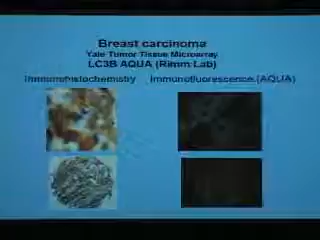 Breast carcinoma
Yale Tumor Tissue Microarray
LC3B AQUA (Rimm Lab)
Immunohistochemistry Immunofluorescence (AQUA)